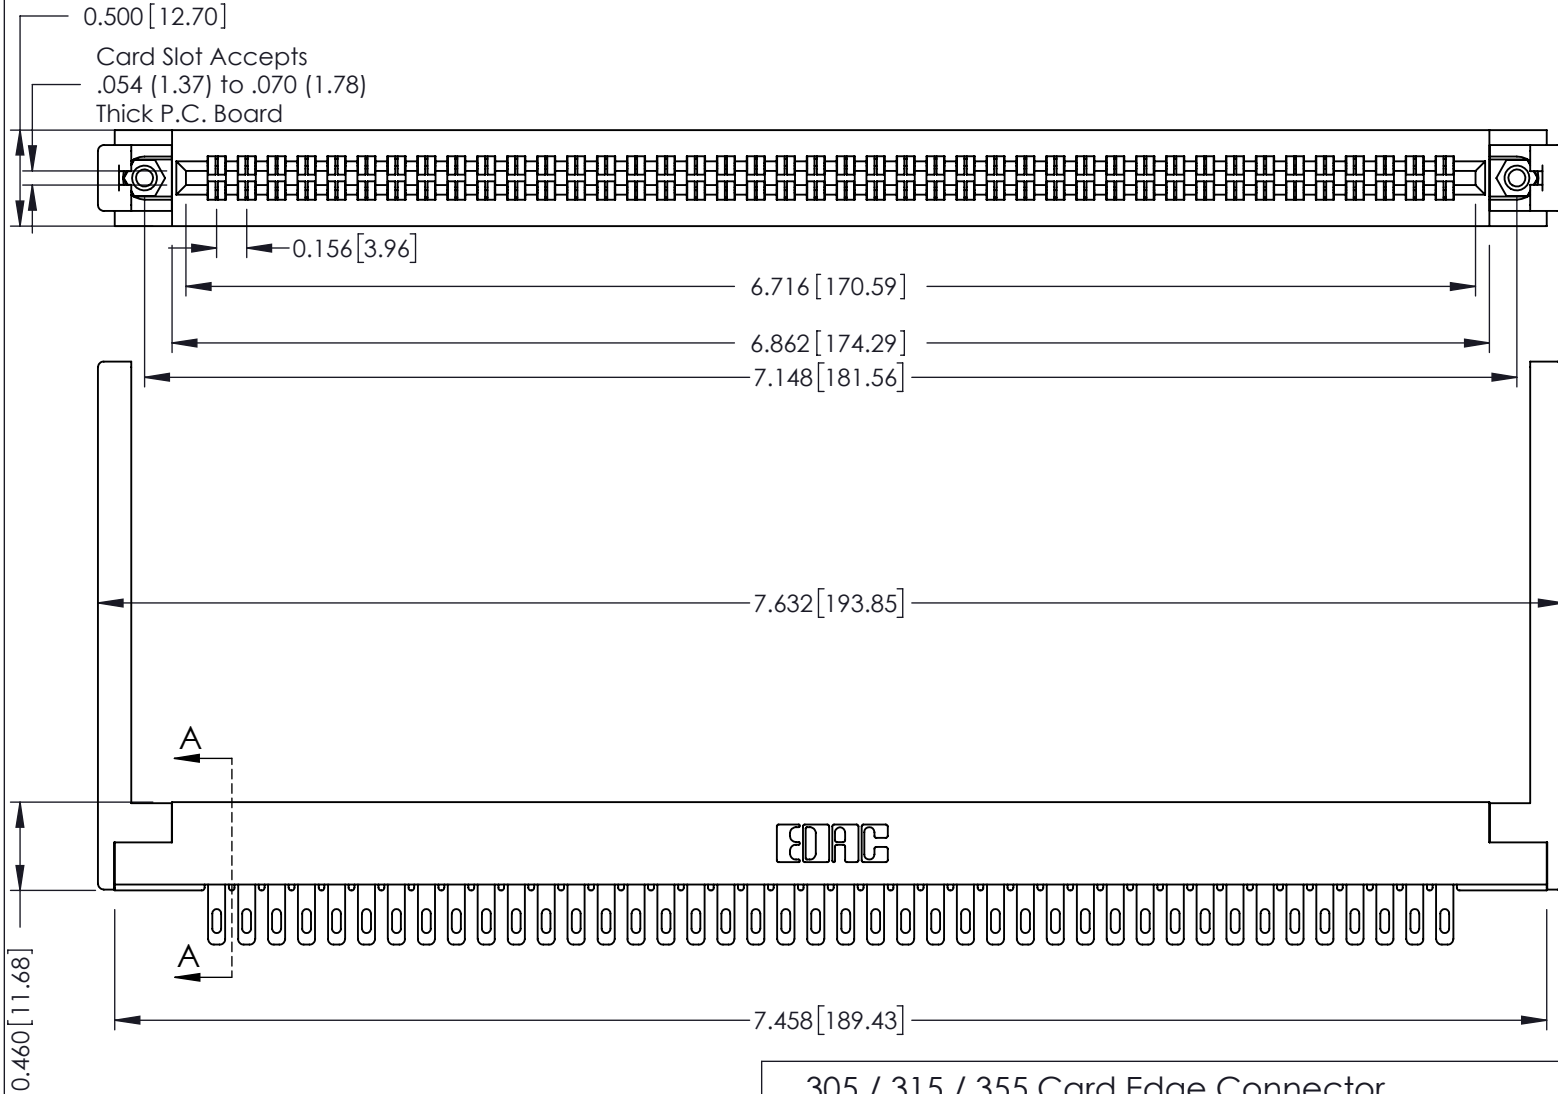 0.500 [12.70]
Card Slot Accepts
.054 (1.37) to .070 (1.78)
Thick P.C. Board
0.156 [3.96]
6.716 [170.59]
6.862 [174.29]
7.148 [181.56]
7.632 [193.85]
A
EDAC
A
0.460 [11.68]
7.458 [189.43]
305 / 315 / 355 Card Edge Connector